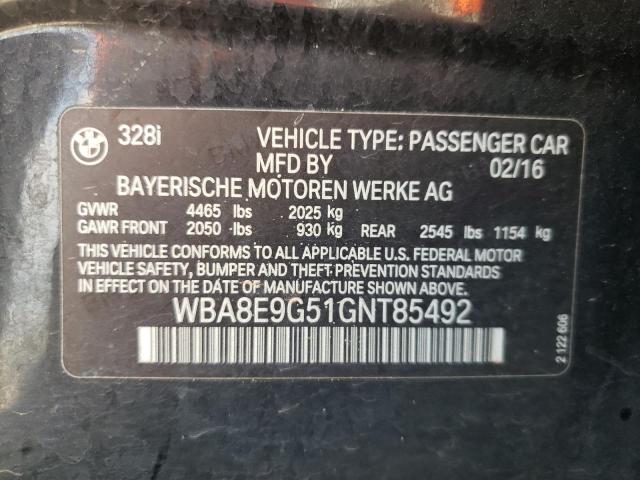 BMW
328i VEHICLE TYPE: PASSENGER CAR
MFD BY 02/16
BAYERISCHE MOTOREN WERKE AG
GVWR 4465 lbs 2025 kg
GAWR FRONT 2050 lbs 930 kg REAR 2545 lbs 1154 kg
THIS VEHICLE CONFORMS TO ALL APPLICABLE U.S. FEDERAL MOTOR
VEHICLE SAFETY, BUMPER AND THEFT PREVENTION STANDARDS
IN EFFECT ON THE DATE OF MANUFACTURE SHOWN ABOVE.
WBA8E9G51GNT85492
2 122 606